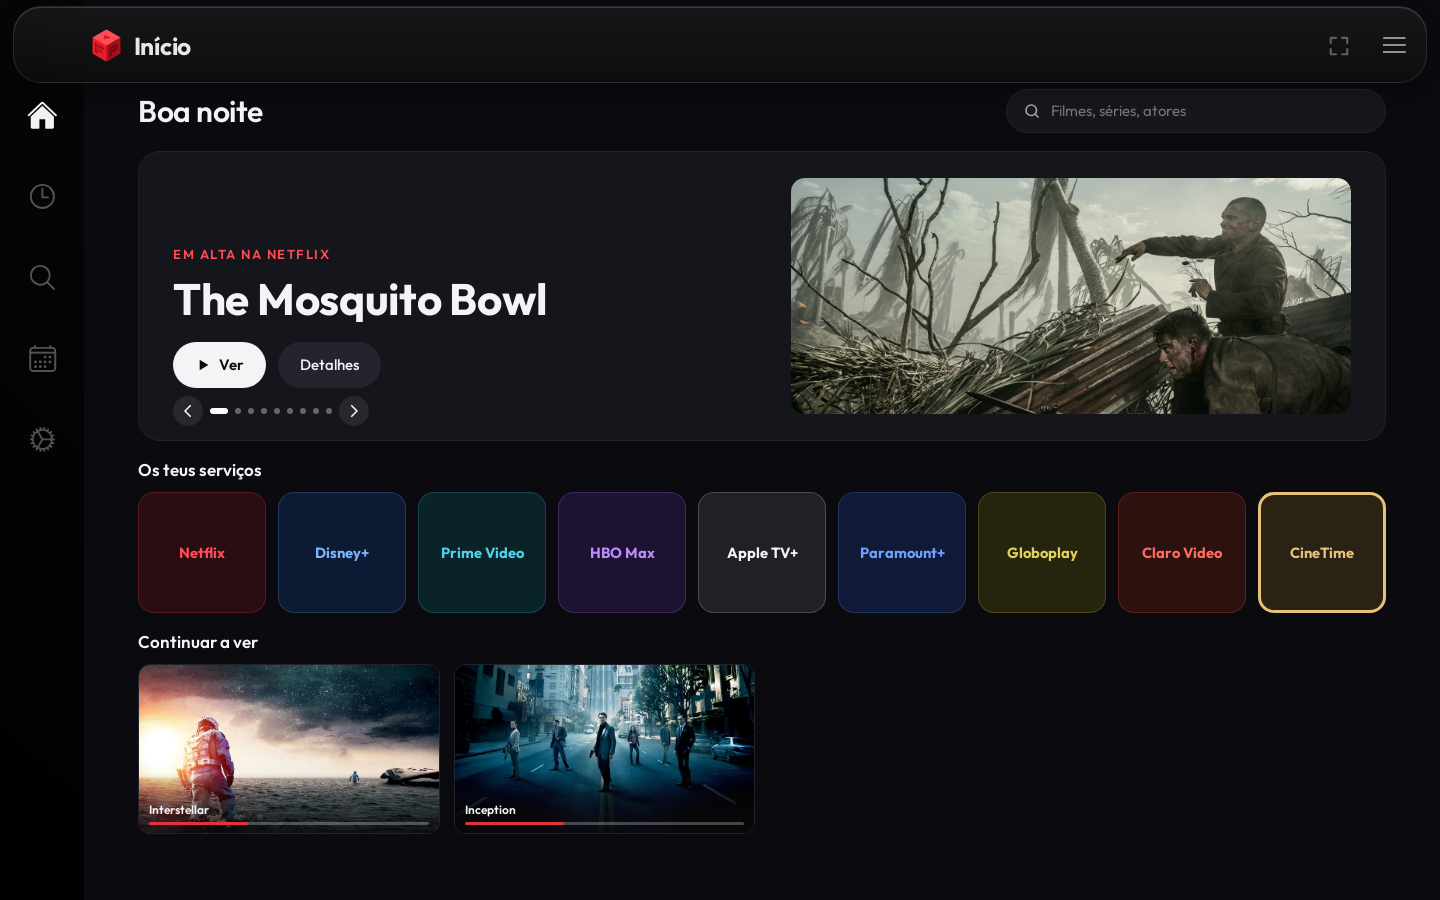 Início
Boa noite
Filmes, séries, atores
EM ALTA NA NETFLIX
The Mosquito Bowl
Ver
Detalhes
Os teus serviços
Netflix
Disney+
Prime Video
HBO Max
Apple TV+
Paramount+
Globoplay
Claro Video
CineTime
Continuar a ver
Interstellar
Inception